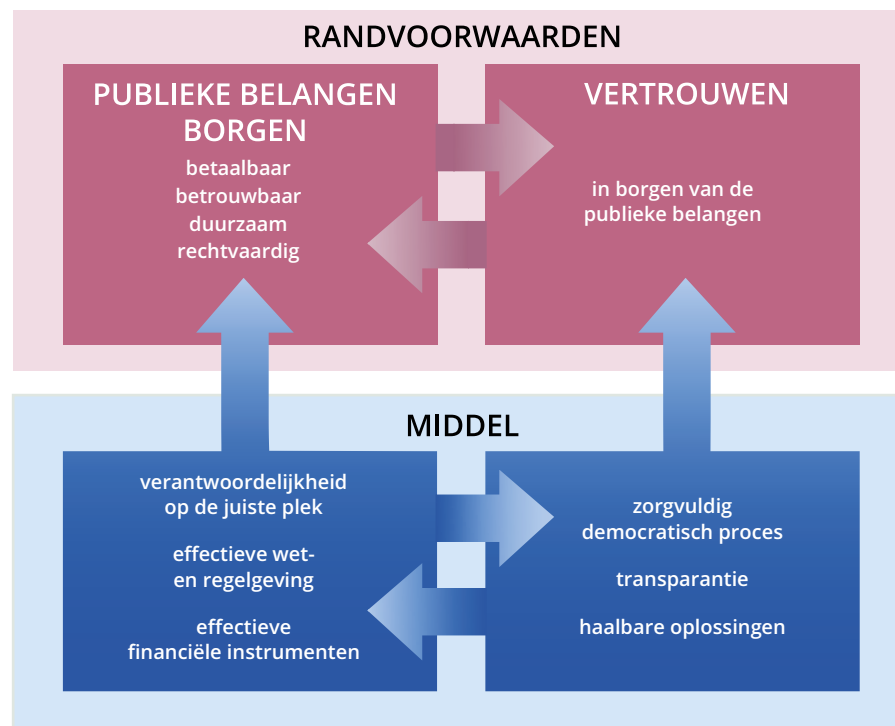 RANDVOORWAARDEN
PUBLIEKE BELANGEN
BORGEN
betaalbaar
betrouwbaar
duurzaam
rechtvaardig
VERTROUWEN
in borgen van de
publieke belangen
MIDDEL
verantwoordelijkheid
op de juiste plek
effectieve wet-
en regelgeving
effectieve
financiële instrumenten
zorgvuldig
democratisch proces
transparantie
haalbare oplossingen